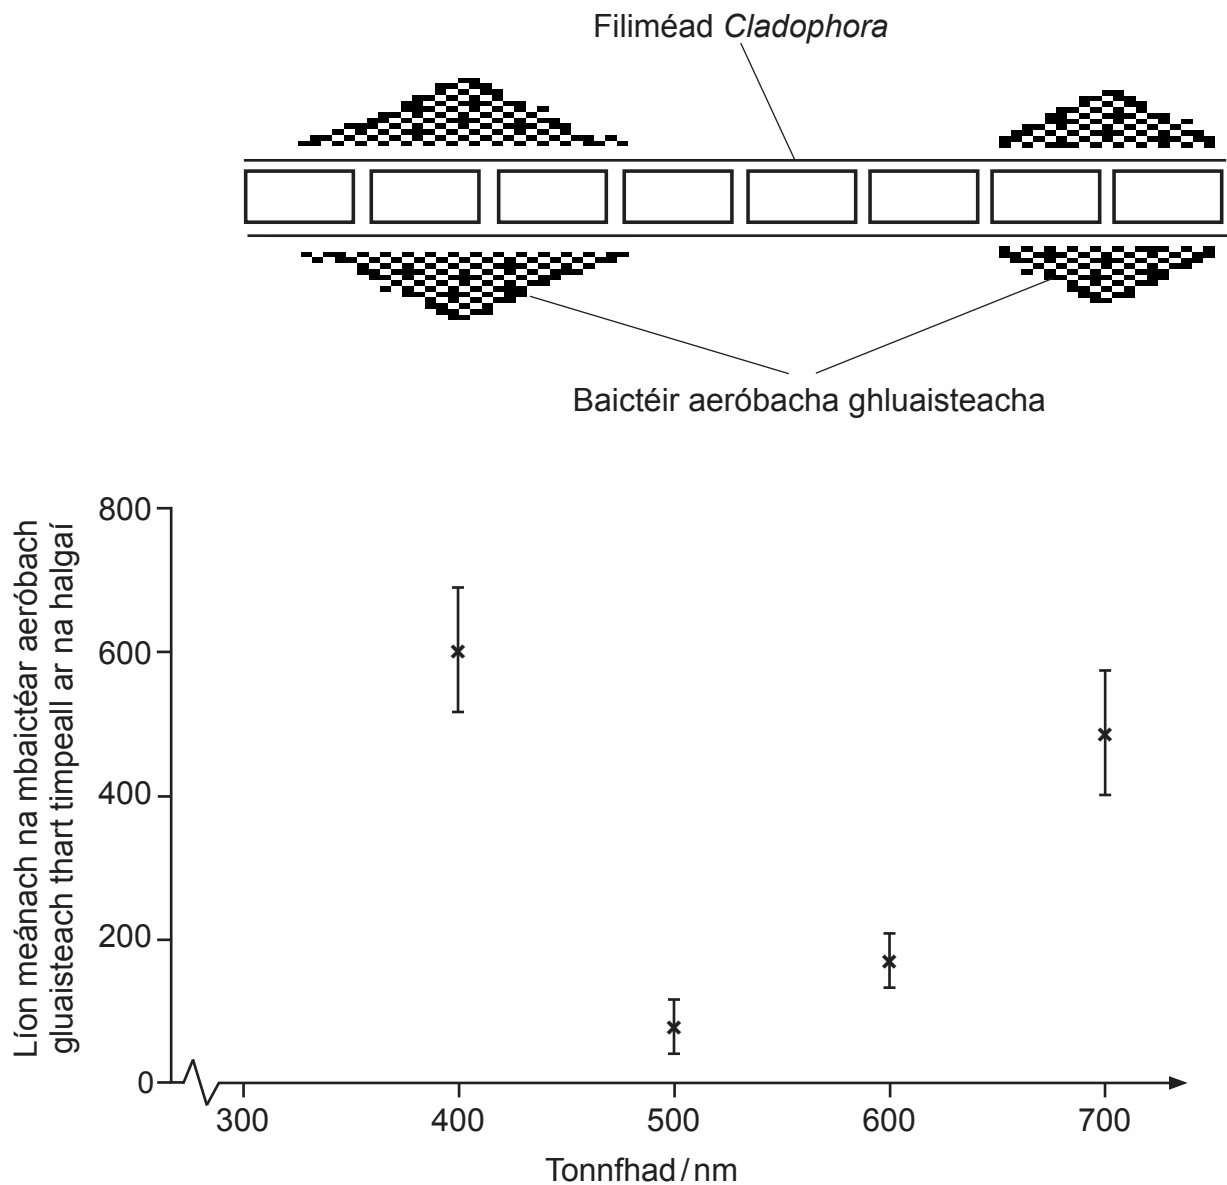 Filiméad Cladophora
Baictéir aeróbacha ghluaisteacha
Líon meánach na mbaictéar aeróbach
gluaisteach thart timpeall ar na halgaí
800
600
400
200
0
300 400 500 600 700
Tonnfhad/nm